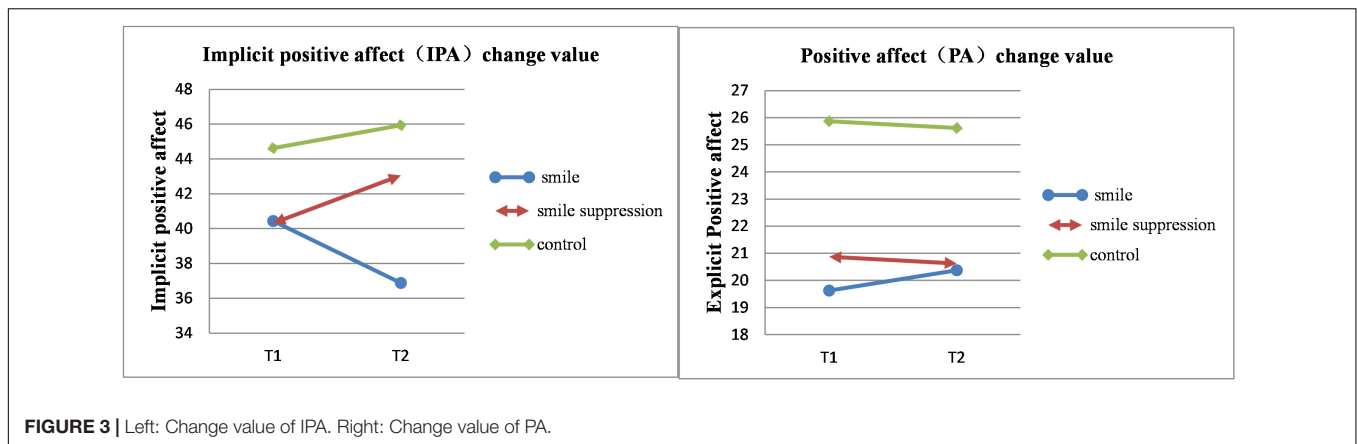 Implicit positive affect（IPA）change value
48
46
44
42
40
38
36
34
Implicit positive affect
T1
T2
smile
smile suppression
control
Positive affect（PA）change value
27
26
25
24
23
22
21
20
19
18
Explicit Positive affect
T1
T2
smile
smile suppression
control
FIGURE 3 | Left: Change value of IPA. Right: Change value of PA.